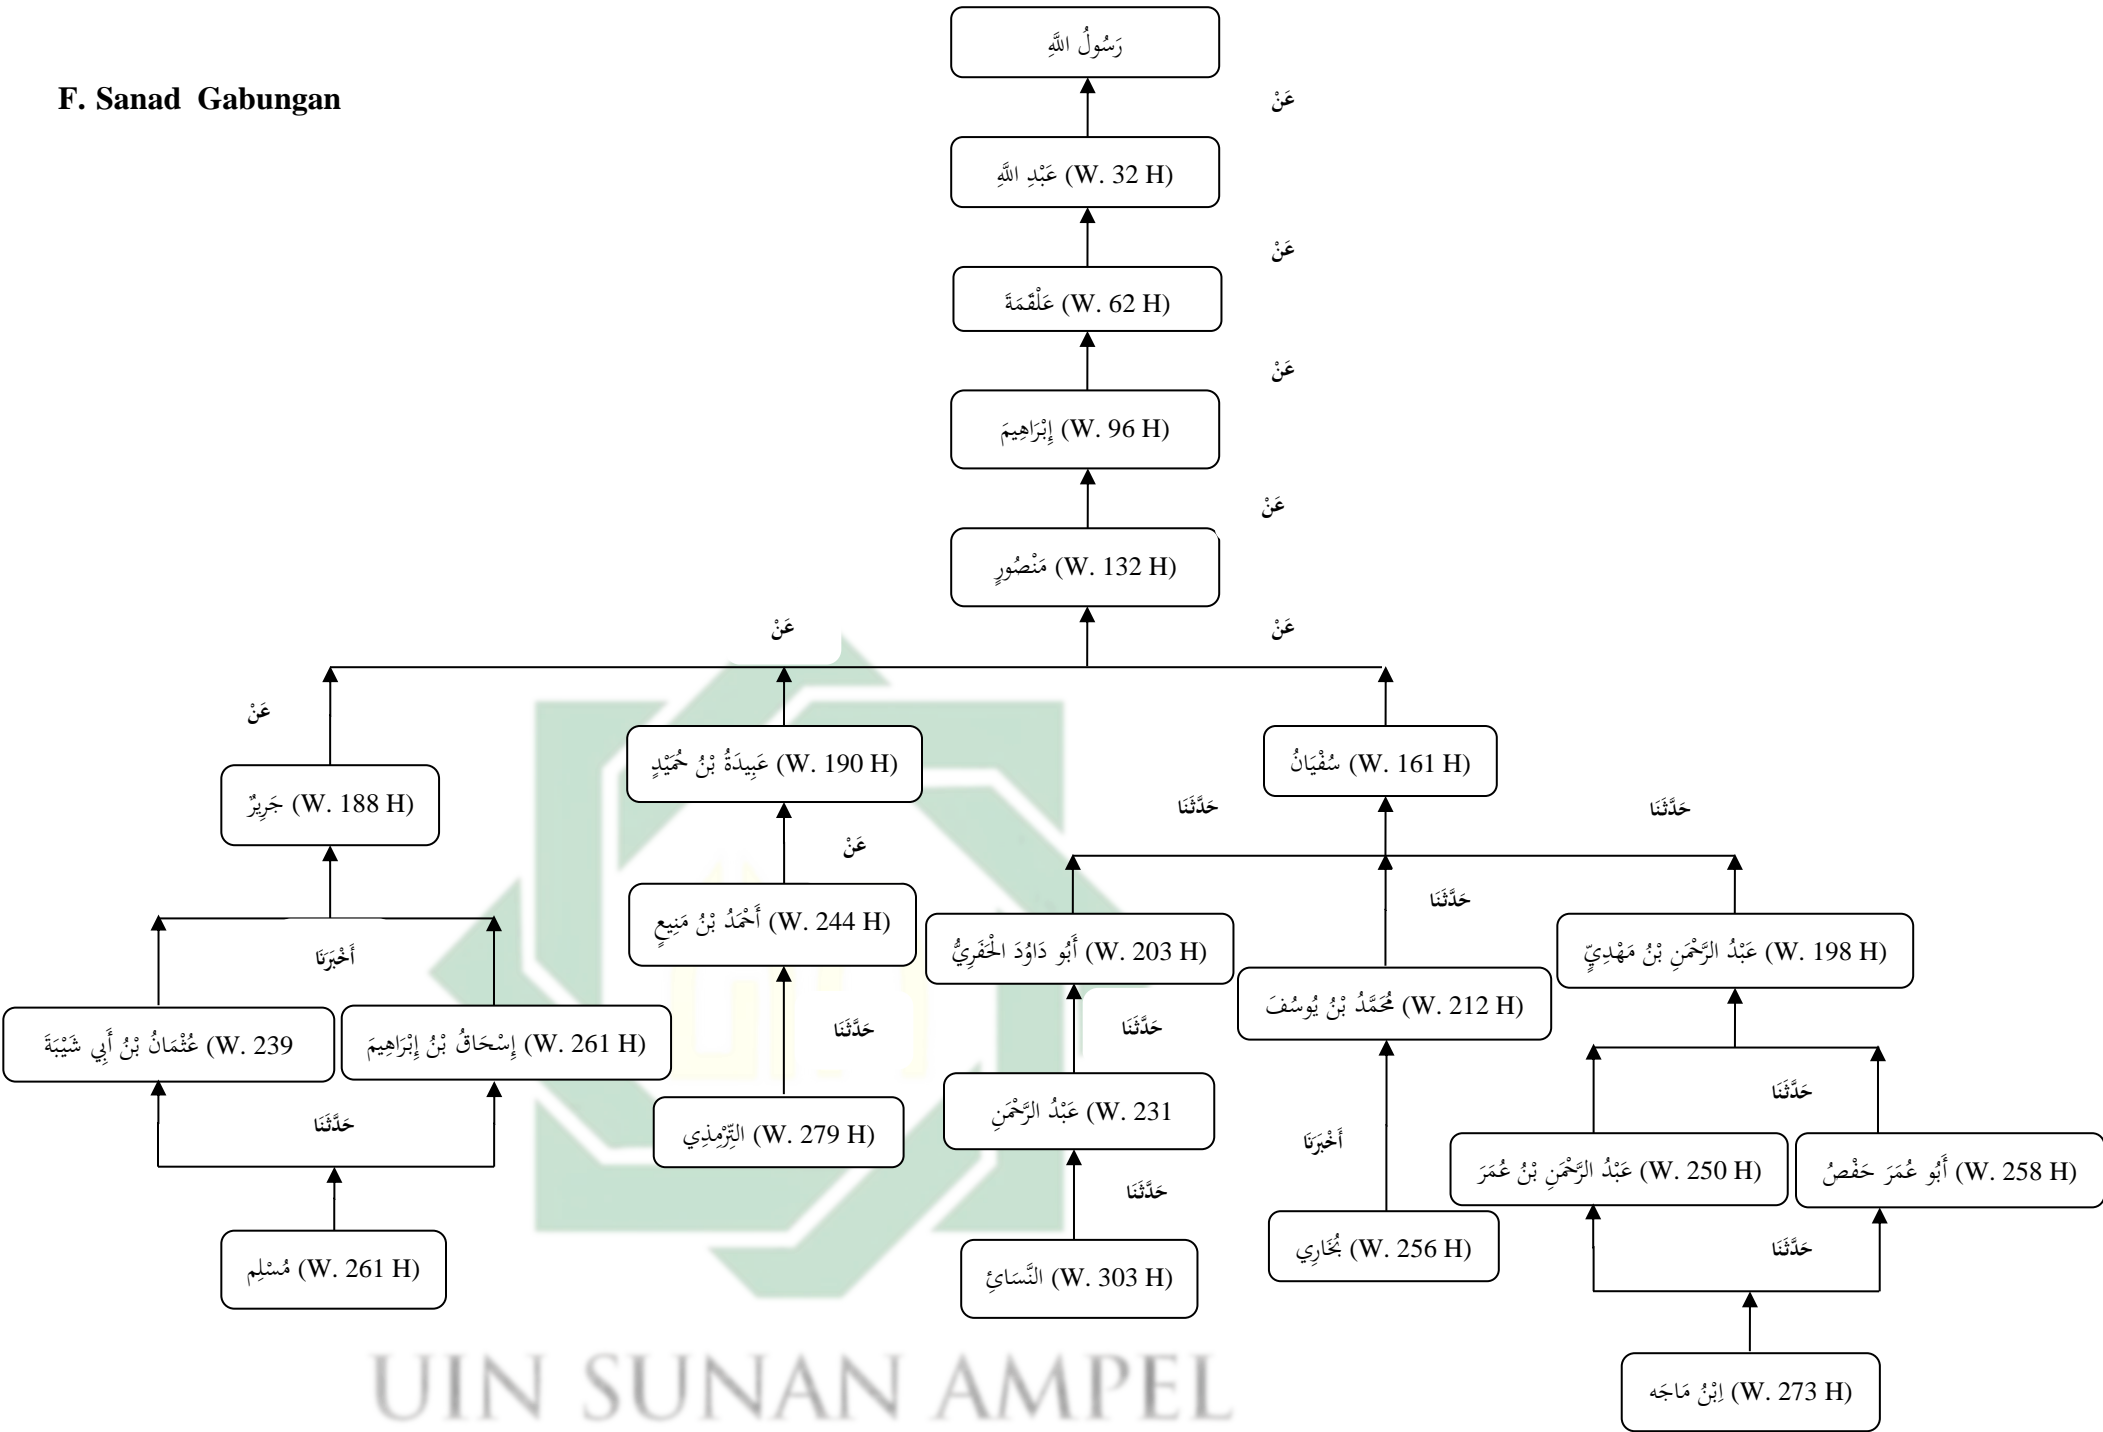 F. Sanad Gabungan
رَسُولُ اللَّهِ
عَنْ
عَبْدِ اللَّهِ (W. 32 H)
عَنْ
عَلْقَمَةَ (W. 62 H)
عَنْ
إِبْرَاهِيمَ (W. 96 H)
عَنْ
مَنْصُورٍ (W. 132 H)
عَنْ
عَنْ
عَنْ
جَرِيرٌ (W. 188 H)
عَبِيدَةُ بْنُ حُمَيْدٍ (W. 190 H)
سُفْيَانُ (W. 161 H)
حَدَّثَنَا
حَدَّثَنَا
عَنْ
حَدَّثَنَا
أَحْمَدُ بْنُ مَنِيعٍ (W. 244 H)
أَبُو دَاوُدَ الْحَفَرِيُّ (W. 203 H)
عَبْدُ الرَّحْمَنِ بْنُ مَهْدِيٍّ (W. 198 H)
أَخْبَرَنَا
مُحَمَّدُ بْنُ يُوسُفَ (W. 212 H)
عُثْمَانُ بْنُ أَبِي شَيْبَةَ (W. 239
إِسْحَاقُ بْنُ إِبْرَاهِيمَ (W. 261 H)
حَدَّثَنَا
حَدَّثَنَا
حَدَّثَنَا
حَدَّثَنَا
التِّرْمِذِي (W. 279 H)
عَبْدُ الرَّحْمَنِ (W. 231
أَخْبَرَنَا
عَبْدُ الرَّحْمَنِ بْنُ عُمَرَ (W. 250 H)
أَبُو عُمَرَ حَفْصُ (W. 258 H)
حَدَّثَنَا
حَدَّثَنَا
مُسْلِم (W. 261 H)
النَّسَائِ (W. 303 H)
بُخَارِي (W. 256 H)
اِبْنُ مَاجَه (W. 273 H)
UIN SUNAN AMPEL